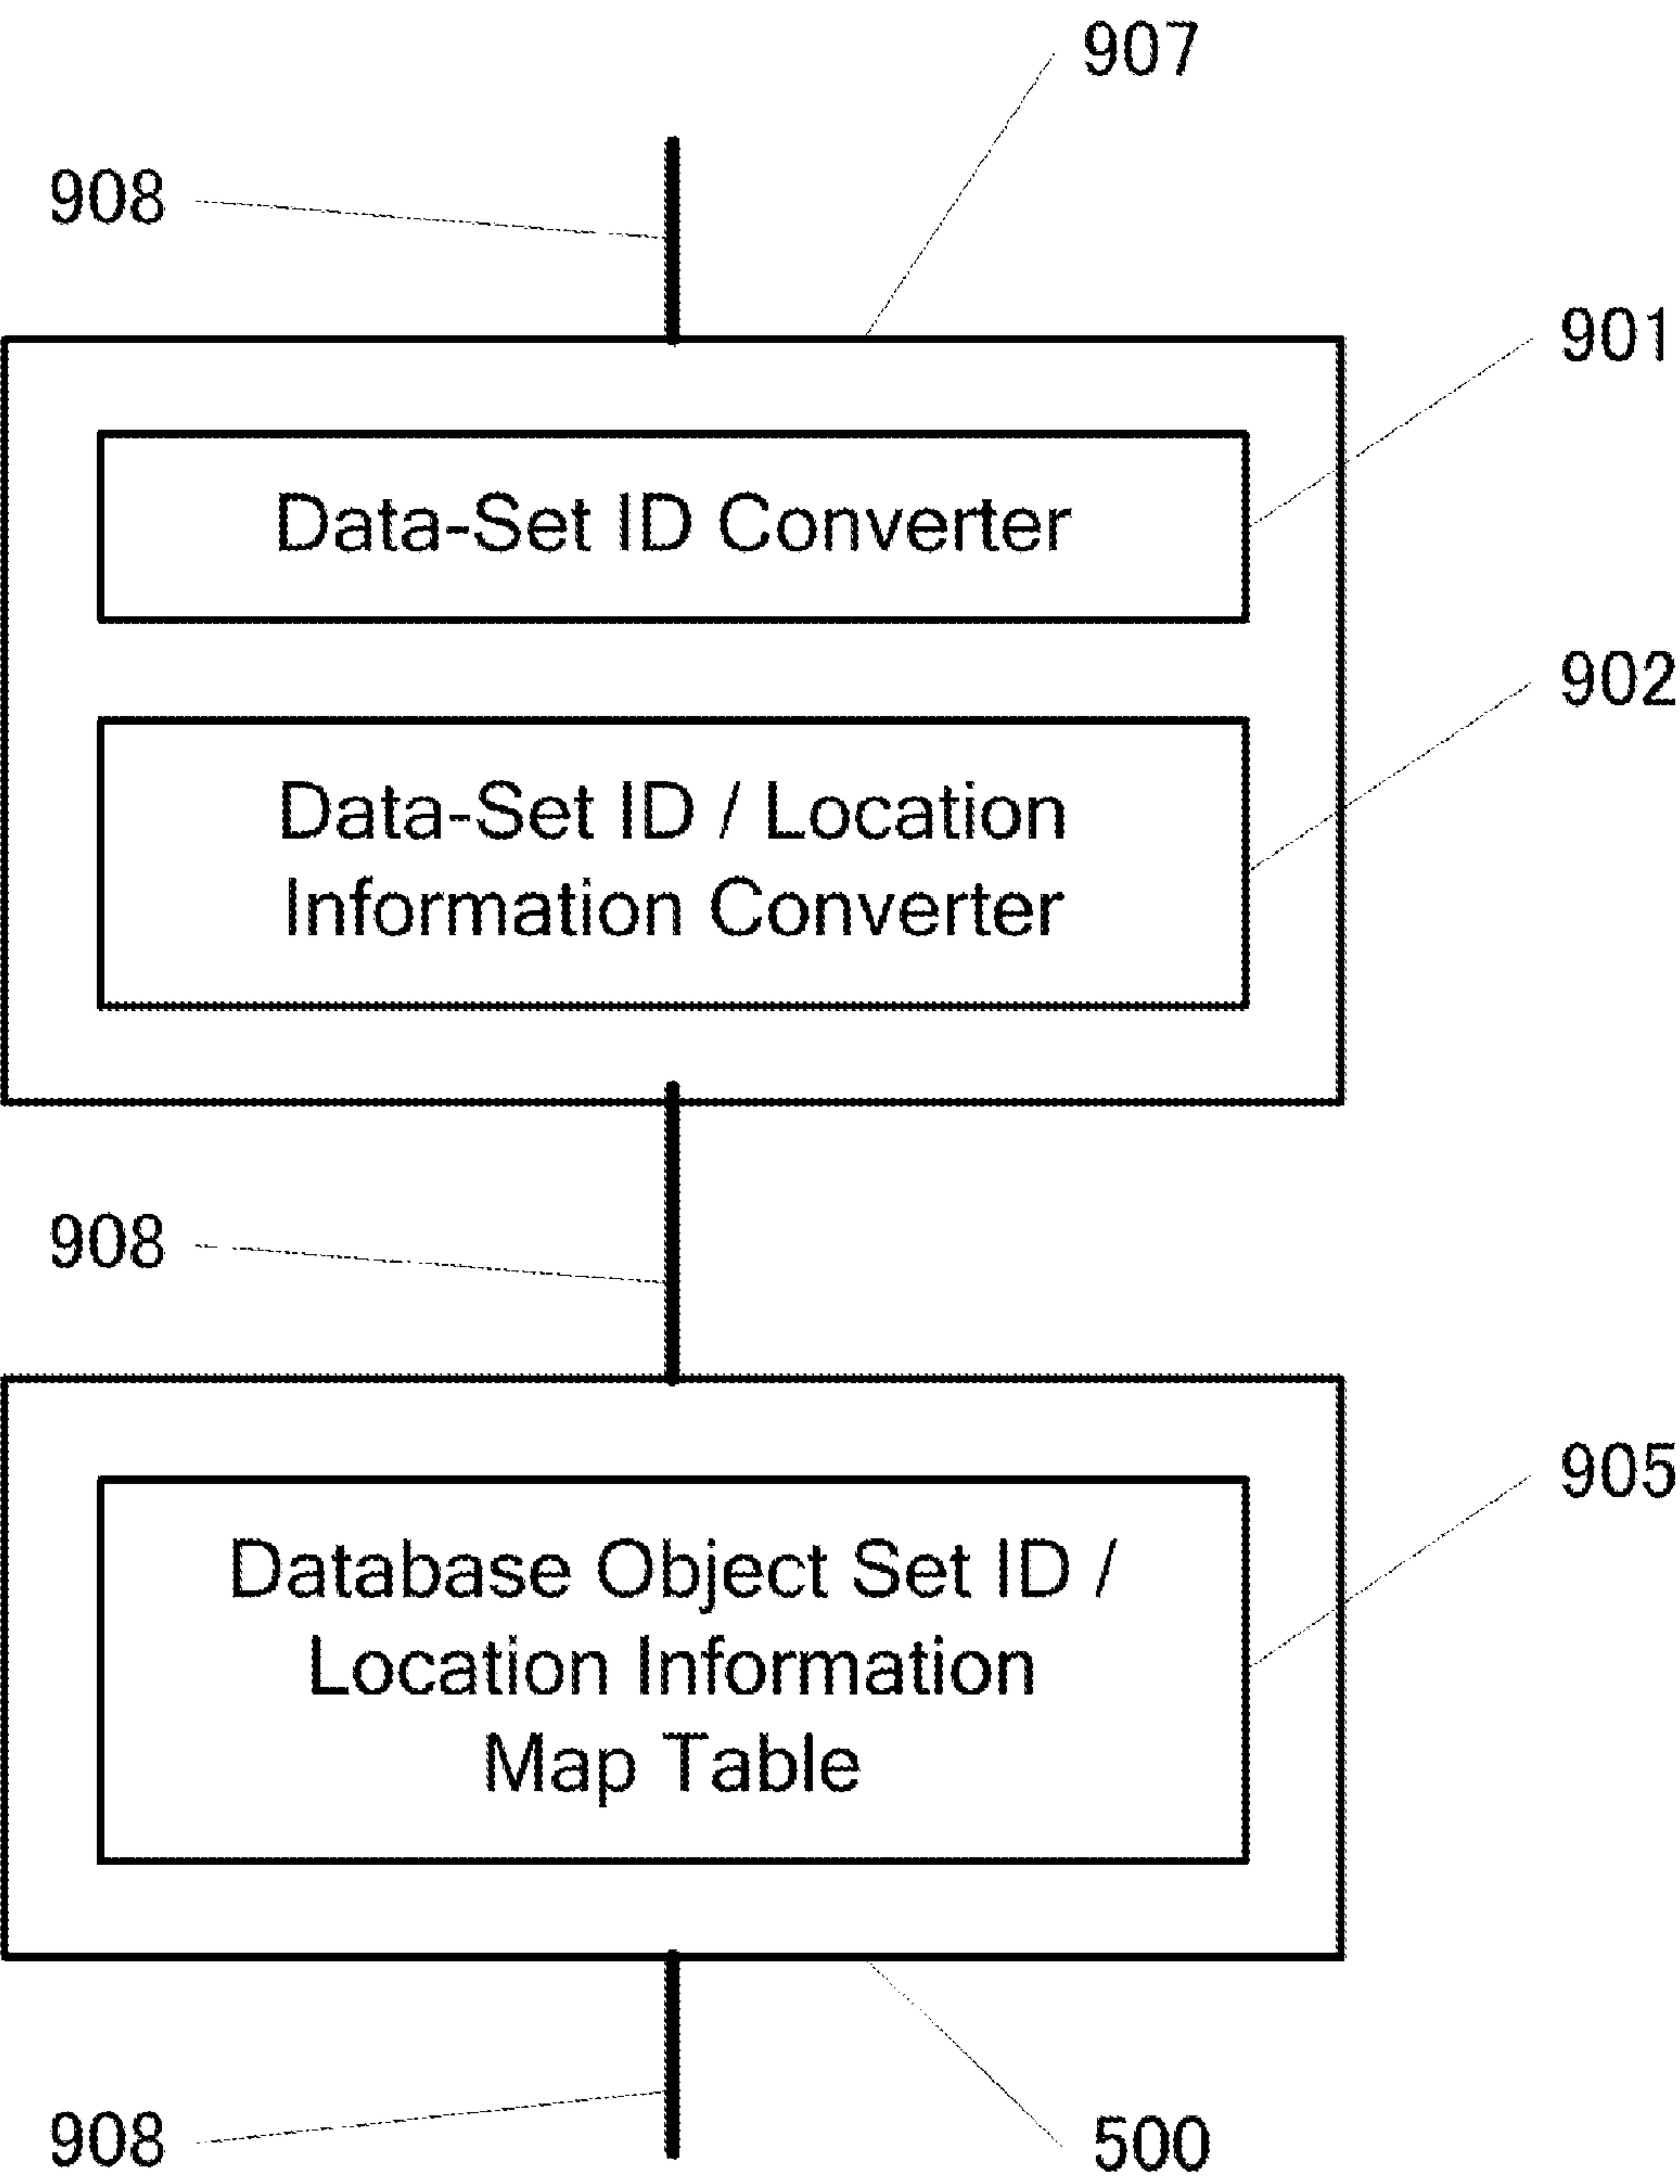 907
908
901
Data-Set ID Converter
902
Data-Set ID / Location
Information Converter
908
905
Database Object Set ID /
Location Information
Map Table
908
500